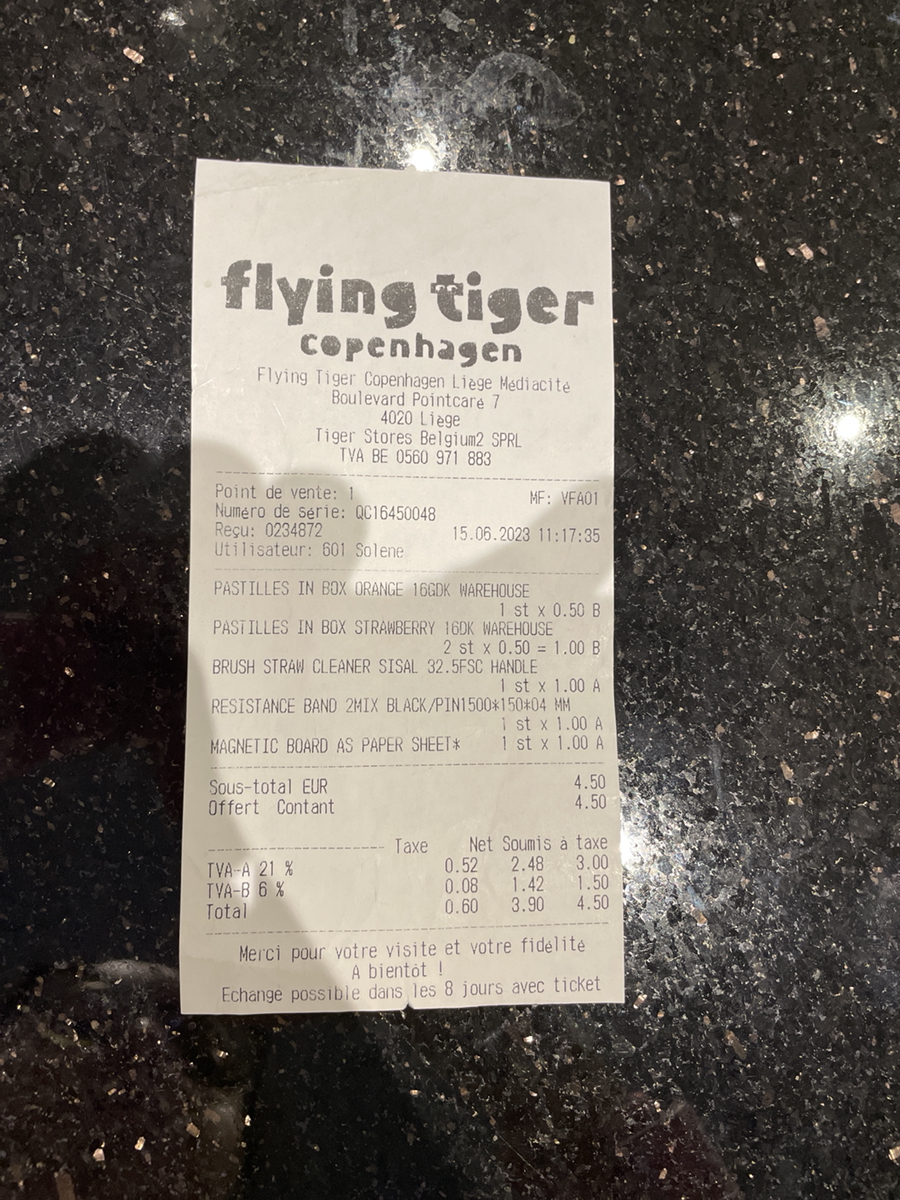 flying tiger
copenhagen
Flying Tiger Copenhagen Liège Médiacité
Boulevard Pointcaré 7
4020 Liège
Tiger Stores Belgium2 SPRL
TVA BE 0560 971 883
Point de vente: 1 MF: VFA01
Numéro de série: QC16450048
Reçu: 0234872 15.06.2023 11:17:35
Utilisateur: 601 Solene
PASTILLES IN BOX ORANGE 16GDK WAREHOUSE
1 st x 0.50 B
PASTILLES IN BOX STRAWBERRY 16DK WAREHOUSE
2 st x 0.50 = 1.00 B
BRUSH STRAW CLEANER SISAL 32.5FSC HANDLE
1 st x 1.00 A
RESISTANCE BAND 2MIX BLACK/PIN1500*150*04 MM
1 st x 1.00 A
MAGNETIC BOARD AS PAPER SHEET* 1 st x 1.00 A
Sous-total EUR 4.50
Offert Contant 4.50
Taxe Net Soumis à taxe
TVA-A 21 % 0.52 2.48 3.00
TVA-B 6 % 0.08 1.42 1.50
Total 0.60 3.90 4.50
Merci pour votre visite et votre fidélité
A bientôt !
Echange possible dans les 8 jours avec ticket